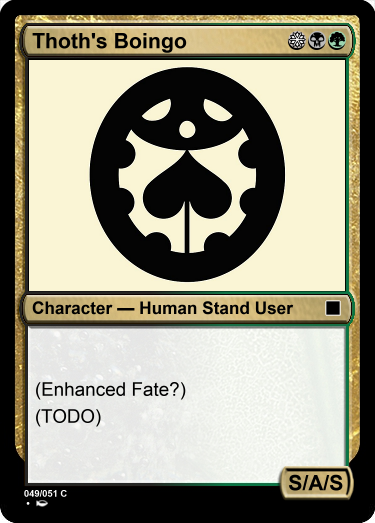 Thoth's Boingo
Character — Human Stand User
(Enhanced Fate?)
(TODO)
S/A/S
049/051 C